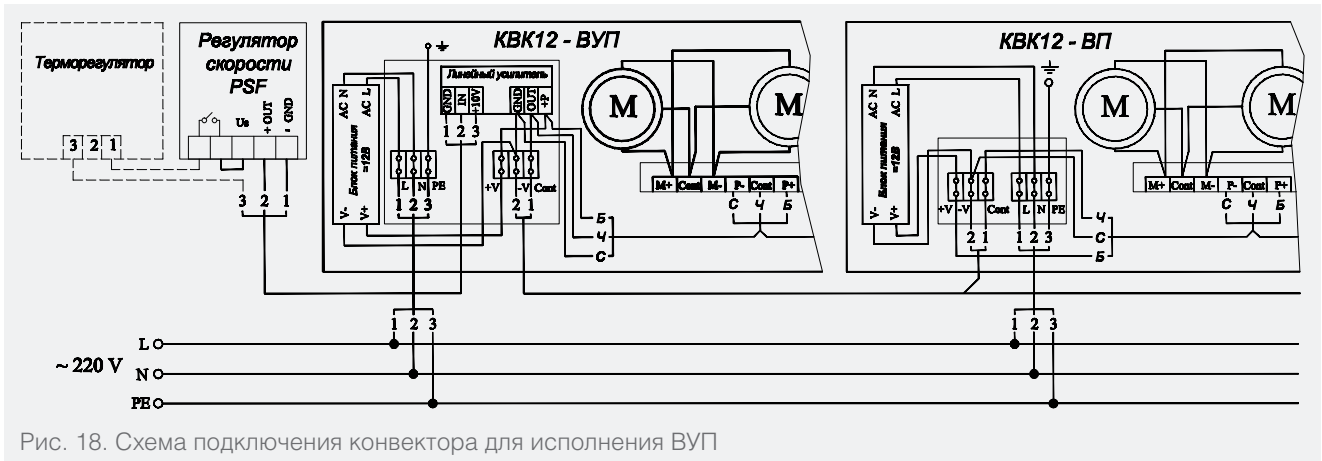 Терморегулятор
3 2 1
Регулятор
скорости
PSF
Us
+ OUT
- GND
3 2 1
КВК12 - ВУП
Блок питания
=12В
AC N
AC L
V-
V+
Линейный усилитель
GND
IN
+10V
GND
OUT
+P
1 2 3
L N PE
1 2 3
+V -V Cont
2 1
Б
Ч
С
M
M
M+ Cont M- P- Cont P+
С Ч Б
КВК12 - ВП
Блок питания
=12В
AC N
AC L
V-
V+
+V -V Cont
L N PE
2 1
1 2 3
Ч
С
Б
M
M
M+ Cont M- P- Cont P+
С Ч Б
1 2 3
1 2 3
~ 220 V
L
N
PE
Рис. 18. Схема подключения конвектора для исполнения ВУП